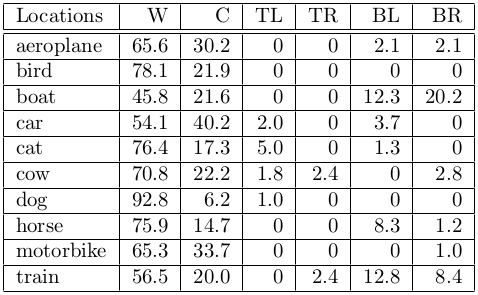 Locations W C TL TR BL BR
aeroplane 65.6 30.2 0 0 2.1 2.1
bird 78.1 21.9 0 0 0 0
boat 45.8 21.6 0 0 12.3 20.2
car 54.1 40.2 2.0 0 3.7 0
cat 76.4 17.3 5.0 0 1.3 0
cow 70.8 22.2 1.8 2.4 0 2.8
dog 92.8 6.2 1.0 0 0 0
horse 75.9 14.7 0 0 8.3 1.2
motorbike 65.3 33.7 0 0 0 1.0
train 56.5 20.0 0 2.4 12.8 8.4